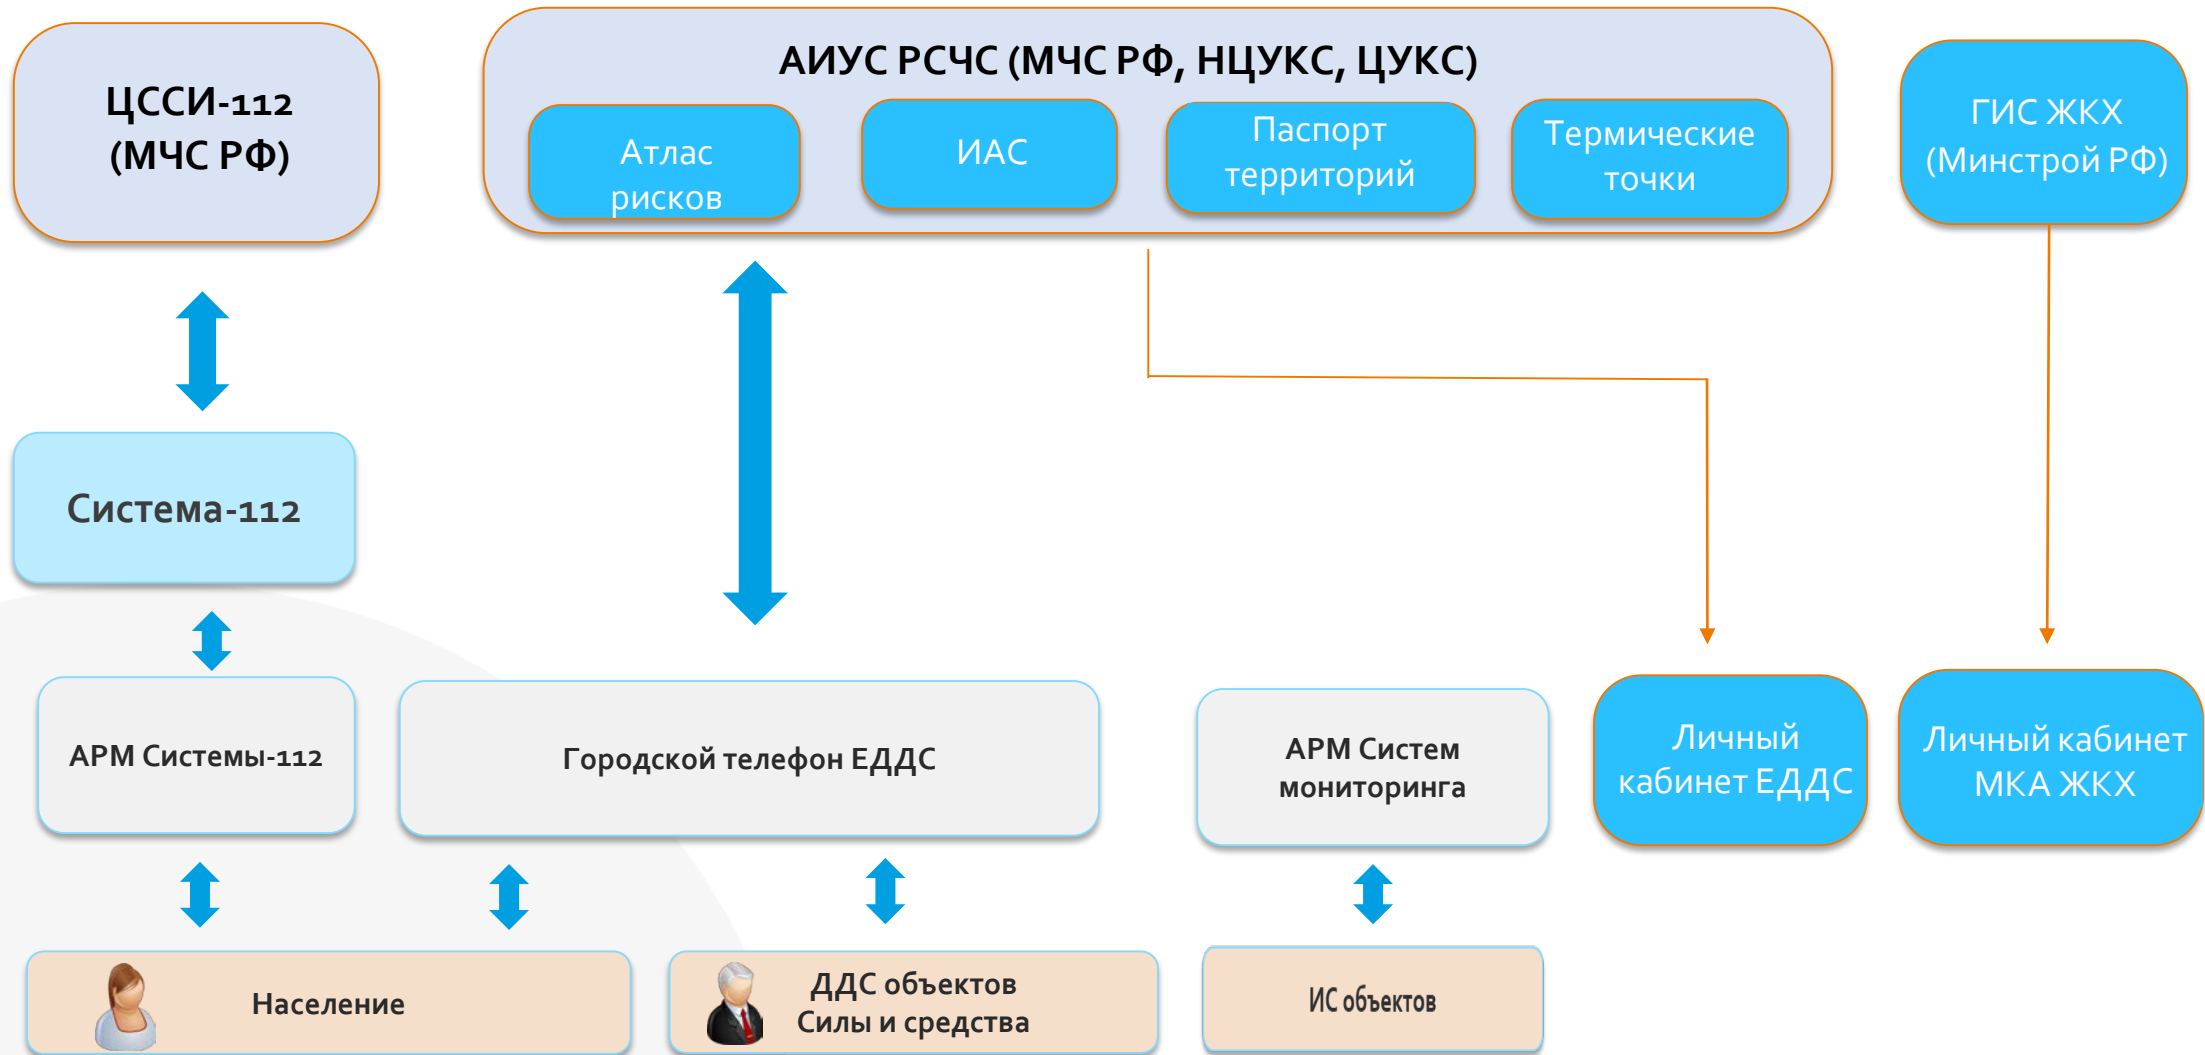 ЦССИ-112
(МЧС РФ)
АИУС РСЧС (МЧС РФ, НЦУКС, ЦУКС)
Атлас
рисков
ИАС
Паспорт
территорий
Термические
точки
ГИС ЖКХ
(Минстрой РФ)
Система-112
АРМ Системы-112
Городской телефон ЕДДС
АРМ Систем
мониторинга
Личный
кабинет ЕДДС
Личный кабинет
МКА ЖКХ
Население
ДДС объектов
Силы и средства
ИС объектов